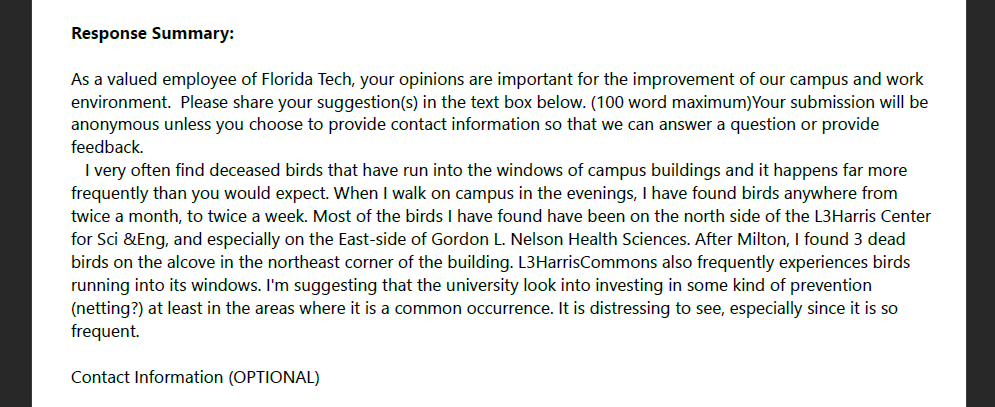 Response Summary:
As a valued employee of Florida Tech, your opinions are important for the improvement of our campus and work
environment.  Please share your suggestion(s) in the text box below. (100 word maximum)Your submission will be
anonymous unless you choose to provide contact information so that we can answer a question or provide
feedback.
I very often find deceased birds that have run into the windows of campus buildings and it happens far more
frequently than you would expect. When I walk on campus in the evenings, I have found birds anywhere from
twice a month, to twice a week. Most of the birds I have found have been on the north side of the L3Harris Center
for Sci &Eng, and especially on the East-side of Gordon L. Nelson Health Sciences. After Milton, I found 3 dead
birds on the alcove in the northeast corner of the building. L3HarrisCommons also frequently experiences birds
running into its windows. I'm suggesting that the university look into investing in some kind of prevention
(netting?) at least in the areas where it is a common occurrence. It is distressing to see, especially since it is so
frequent.
Contact Information (OPTIONAL)